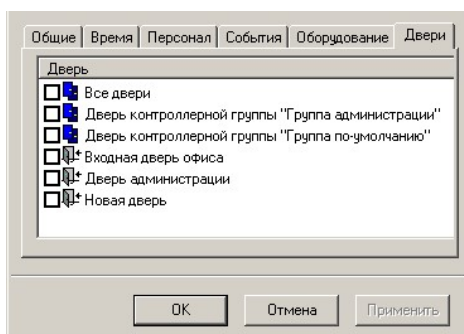 Общие Время Персонал События Оборудование Двери
Дверь
Все двери
Дверь контроллерной группы "Группа администрации"
Дверь контроллерной группы "Группа по-умолчанию"
Входная дверь офиса
Дверь администрации
Новая дверь
OK Отмена Применить